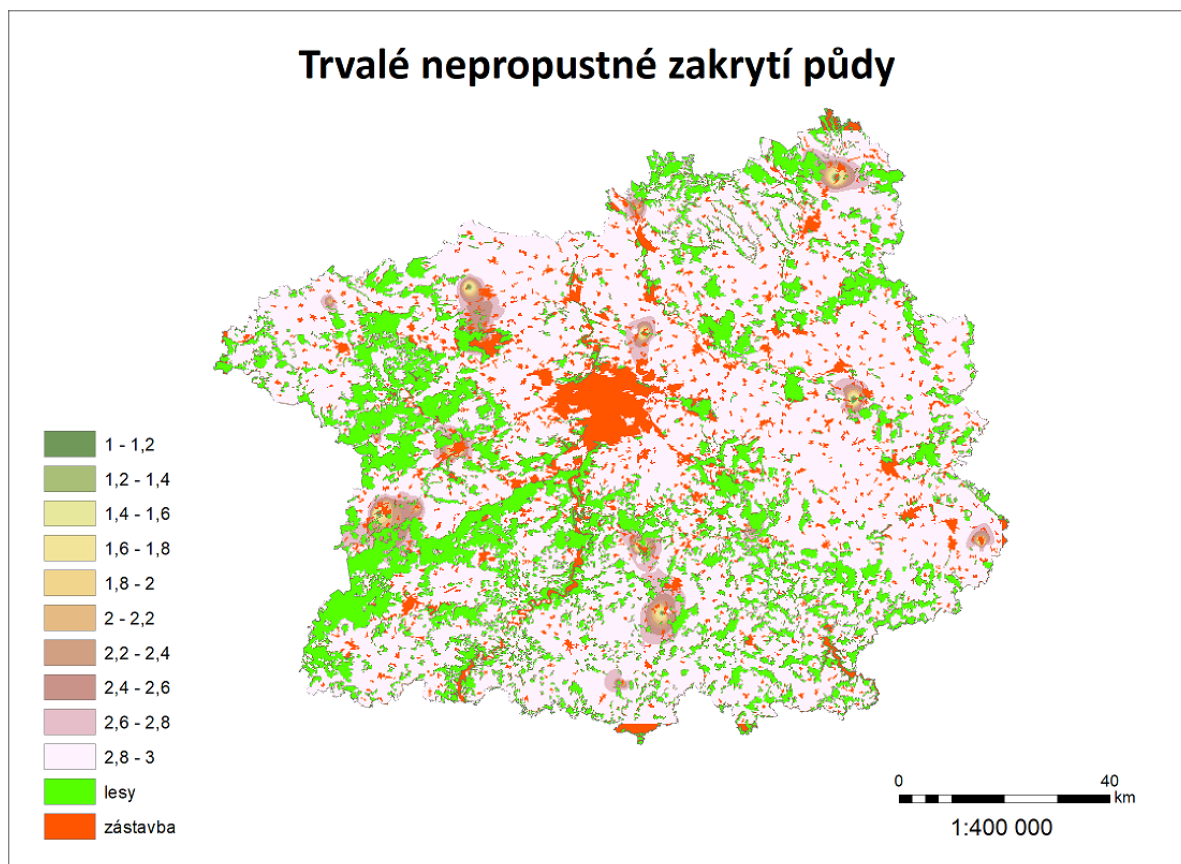 Trvalé nepropustné zakrytí půdy
1 - 1,2
1,2 - 1,4
1,4 - 1,6
1,6 - 1,8
1,8 - 2
2 - 2,2
2,2 - 2,4
2,4 - 2,6
2,6 - 2,8
2,8 - 3
lesy
zástavba
0 40
km
1:400 000